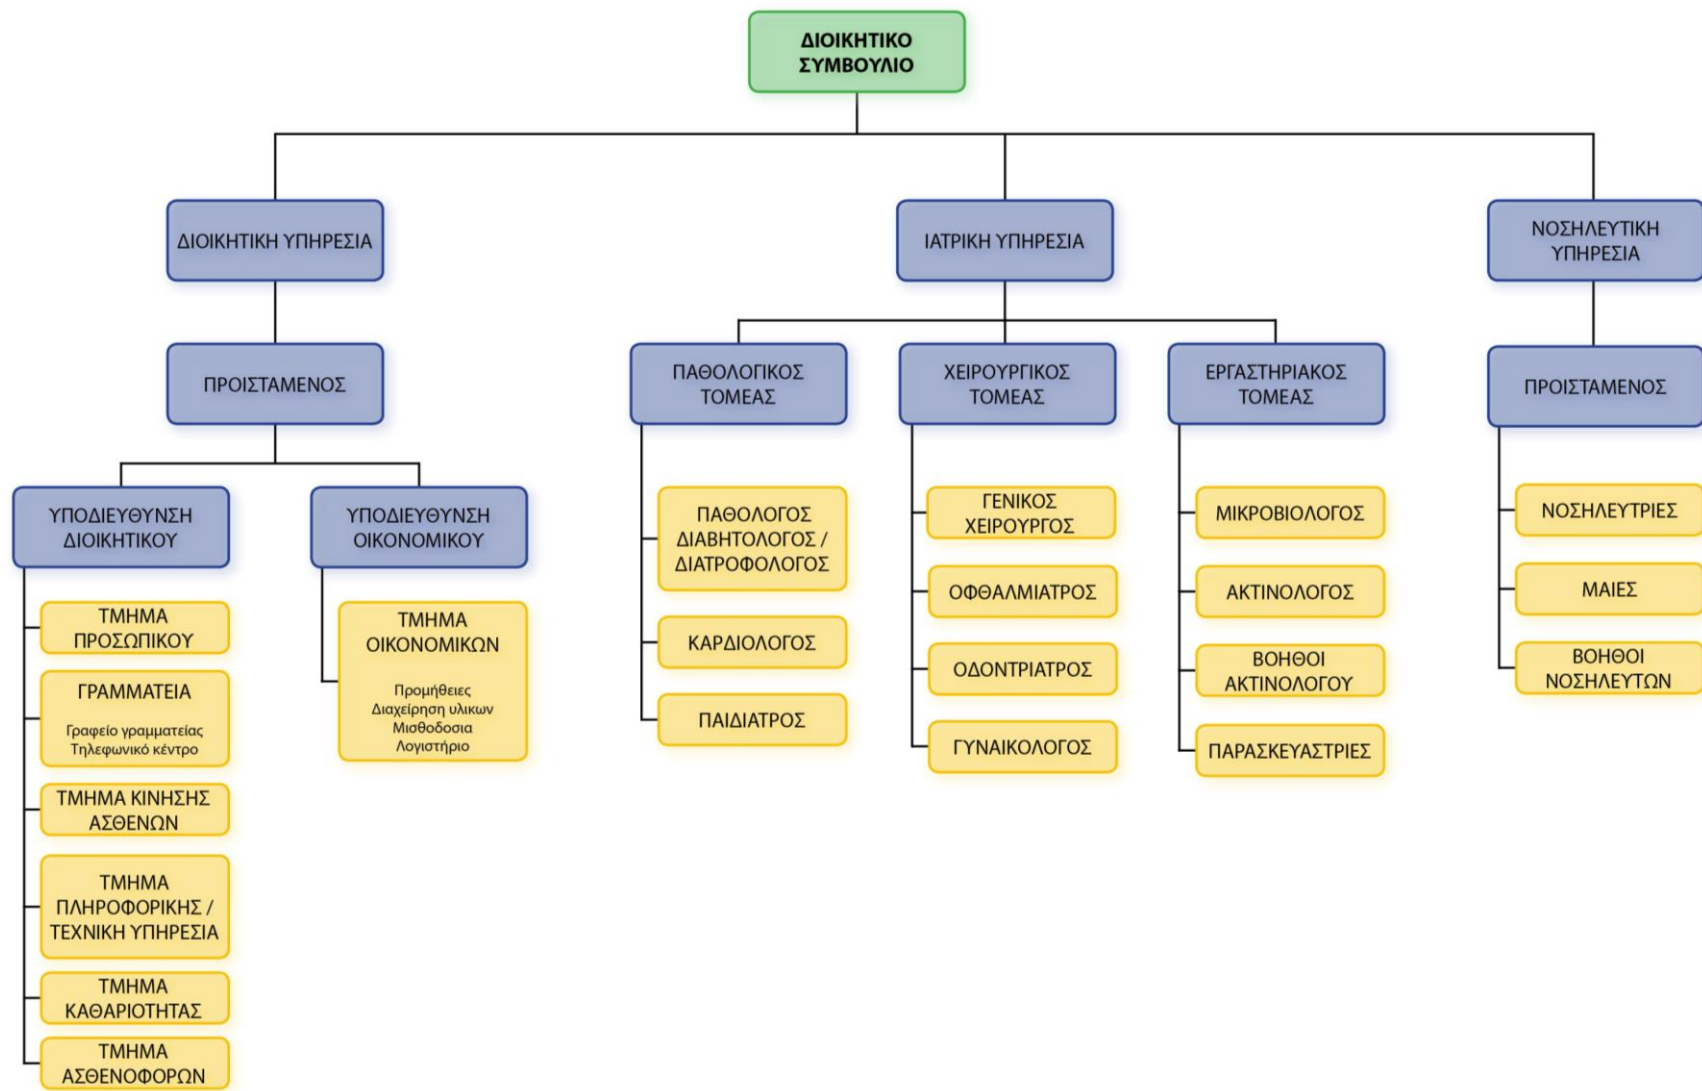 ΔΙΟΙΚΗΤΙΚΟ
ΣΥΜΒΟΥΛΙΟ
ΔΙΟΙΚΗΤΙΚΗ ΥΠΗΡΕΣΙΑ
ΙΑΤΡΙΚΗ ΥΠΗΡΕΣΙΑ
ΝΟΣΗΛΕΥΤΙΚΗ
ΥΠΗΡΕΣΙΑ
ΠΡΟΙΣΤΑΜΕΝΟΣ
ΠΑΘΟΛΟΓΙΚΟΣ
ΤΟΜΕΑΣ
ΧΕΙΡΟΥΡΓΙΚΟΣ
ΤΟΜΕΑΣ
ΕΡΓΑΣΤΗΡΙΑΚΟΣ
ΤΟΜΕΑΣ
ΠΡΟΙΣΤΑΜΕΝΟΣ
ΥΠΟΔΙΕΥΘΥΝΣΗ
ΔΙΟΙΚΗΤΙΚΟΥ
ΥΠΟΔΙΕΥΘΥΝΣΗ
ΟΙΚΟΝΟΜΙΚΟΥ
ΤΜΗΜΑ
ΠΡΟΣΩΠΙΚΟΥ
ΓΡΑΜΜΑΤΕΙΑ
Γραφείο γραμματείας
Τηλεφωνικό κέντρο
ΤΜΗΜΑ ΚΙΝΗΣΗΣ
ΑΣΘΕΝΩΝ
ΤΜΗΜΑ
ΠΛΗΡΟΦΟΡΙΚΗΣ /
ΤΕΧΝΙΚΗ ΥΠΗΡΕΣΙΑ
ΤΜΗΜΑ
ΚΑΘΑΡΙΟΤΗΤΑΣ
ΤΜΗΜΑ
ΑΣΘΕΝΟΦΟΡΩΝ
ΤΜΗΜΑ
ΟΙΚΟΝΟΜΙΚΩΝ
Προμήθειες
Διαχείρηση υλικων
Μισθοδοσια
Λογιστήριο
ΠΑΘΟΛΟΓΟΣ
ΔΙΑΒΗΤΟΛΟΓΟΣ /
ΔΙΑΤΡΟΦΟΛΟΓΟΣ
ΚΑΡΔΙΟΛΟΓΟΣ
ΠΑΙΔΙΑΤΡΟΣ
ΓΕΝΙΚΟΣ
ΧΕΙΡΟΥΡΓΟΣ
ΟΦΘΑΛΜΙΑΤΡΟΣ
ΟΔΟΝΤΡΙΑΤΡΟΣ
ΓΥΝΑΙΚΟΛΟΓΟΣ
ΜΙΚΡΟΒΙΟΛΟΓΟΣ
ΑΚΤΙΝΟΛΟΓΟΣ
ΒΟΗΘΟΙ
ΑΚΤΙΝΟΛΟΓΟΥ
ΠΑΡΑΣΚΕΥΑΣΤΡΙΕΣ
ΝΟΣΗΛΕΥΤΡΙΕΣ
ΜΑΙΕΣ
ΒΟΗΘΟΙ
ΝΟΣΗΛΕΥΤΩΝ